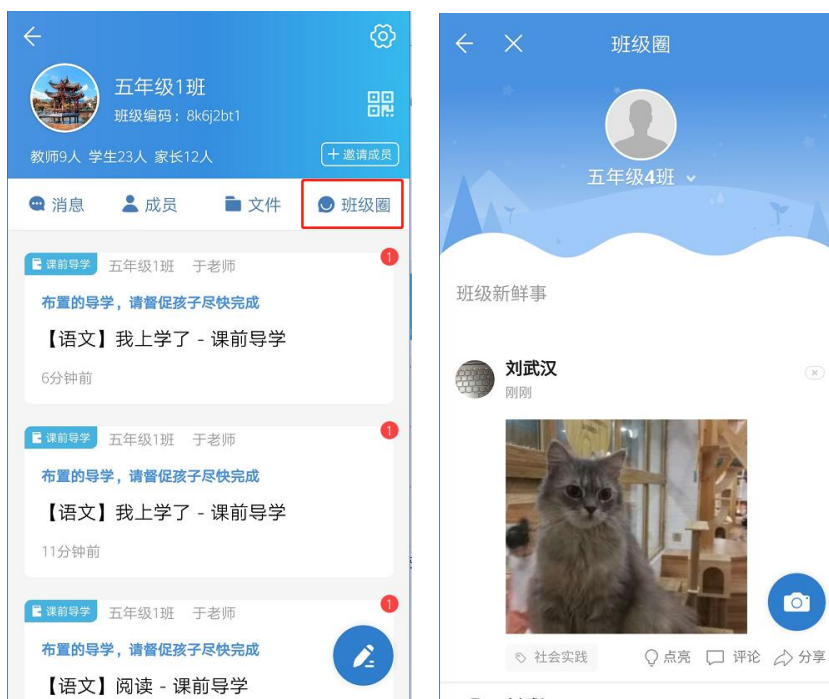 五年级1班
班级编码：8k6j2bt1
教师9人 学生23人 家长12人
+ 邀请成员
消息
成员
文件
班级圈
课前导学 五年级1班 于老师
1
布置的导学，请督促孩子尽快完成
【语文】我上学了 - 课前导学
6分钟前
课前导学 五年级1班 于老师
1
布置的导学，请督促孩子尽快完成
【语文】我上学了 - 课前导学
11分钟前
课前导学 五年级1班 于老师
1
布置的导学，请督促孩子尽快完成
【语文】阅读 - 课前导学
班级圈
五年级4班
班级新鲜事
刘武汉
刚刚
社会实践
点亮
评论
分享